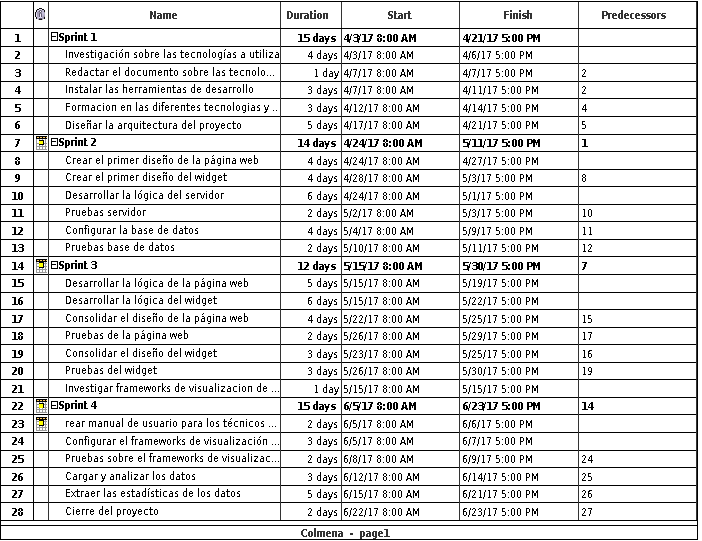 Name Duration Start Finish Predecessors
1 Sprint 1 15 days 4/3/17 8:00 AM 4/21/17 5:00 PM
2 Investigación sobre las tecnologías a utiliza 4 days 4/3/17 8:00 AM 4/6/17 5:00 PM
3 Redactar el documento sobre las tecnolo... 1 day 4/7/17 8:00 AM 4/7/17 5:00 PM 2
4 Instalar las herramientas de desarrollo 3 days 4/7/17 8:00 AM 4/11/17 5:00 PM 2
5 Formacion en las diferentes tecnologias y ... 3 days 4/12/17 8:00 AM 4/14/17 5:00 PM 4
6 Diseñar la arquitectura del proyecto 5 days 4/17/17 8:00 AM 4/21/17 5:00 PM 5
7 Sprint 2 14 days 4/24/17 8:00 AM 5/11/17 5:00 PM 1
8 Crear el primer diseño de la página web 4 days 4/24/17 8:00 AM 4/27/17 5:00 PM
9 Crear el primer diseño del widget 4 days 4/28/17 8:00 AM 5/3/17 5:00 PM 8
10 Desarrollar la lógica del servidor 6 days 4/24/17 8:00 AM 5/1/17 5:00 PM
11 Pruebas servidor 2 days 5/2/17 8:00 AM 5/3/17 5:00 PM 10
12 Configurar la base de datos 4 days 5/4/17 8:00 AM 5/9/17 5:00 PM 11
13 Pruebas base de datos 2 days 5/10/17 8:00 AM 5/11/17 5:00 PM 12
14 Sprint 3 12 days 5/15/17 8:00 AM 5/30/17 5:00 PM 7
15 Desarrollar la lógica de la página web 5 days 5/15/17 8:00 AM 5/19/17 5:00 PM
16 Desarrollar la lógica del widget 6 days 5/15/17 8:00 AM 5/22/17 5:00 PM
17 Consolidar el diseño de la página web 4 days 5/22/17 8:00 AM 5/25/17 5:00 PM 15
18 Pruebas de la página web 2 days 5/26/17 8:00 AM 5/29/17 5:00 PM 17
19 Consolidar el diseño del widget 3 days 5/23/17 8:00 AM 5/25/17 5:00 PM 16
20 Pruebas del widget 3 days 5/26/17 8:00 AM 5/30/17 5:00 PM 19
21 Investigar frameworks de visualizacion de ... 1 day 5/15/17 8:00 AM 5/15/17 5:00 PM
22 Sprint 4 15 days 6/5/17 8:00 AM 6/23/17 5:00 PM 14
23 rear manual de usuario para los técnicos ... 2 days 6/5/17 8:00 AM 6/6/17 5:00 PM
24 Configurar el frameworks de visualización ... 3 days 6/5/17 8:00 AM 6/7/17 5:00 PM
25 Pruebas sobre el frameworks de visualizac... 2 days 6/8/17 8:00 AM 6/9/17 5:00 PM 24
26 Cargar y analizar los datos 3 days 6/12/17 8:00 AM 6/14/17 5:00 PM 25
27 Extraer las estadísticas de los datos 5 days 6/15/17 8:00 AM 6/21/17 5:00 PM 26
28 Cierre del proyecto 2 days 6/22/17 8:00 AM 6/23/17 5:00 PM 27
Colmena - page1